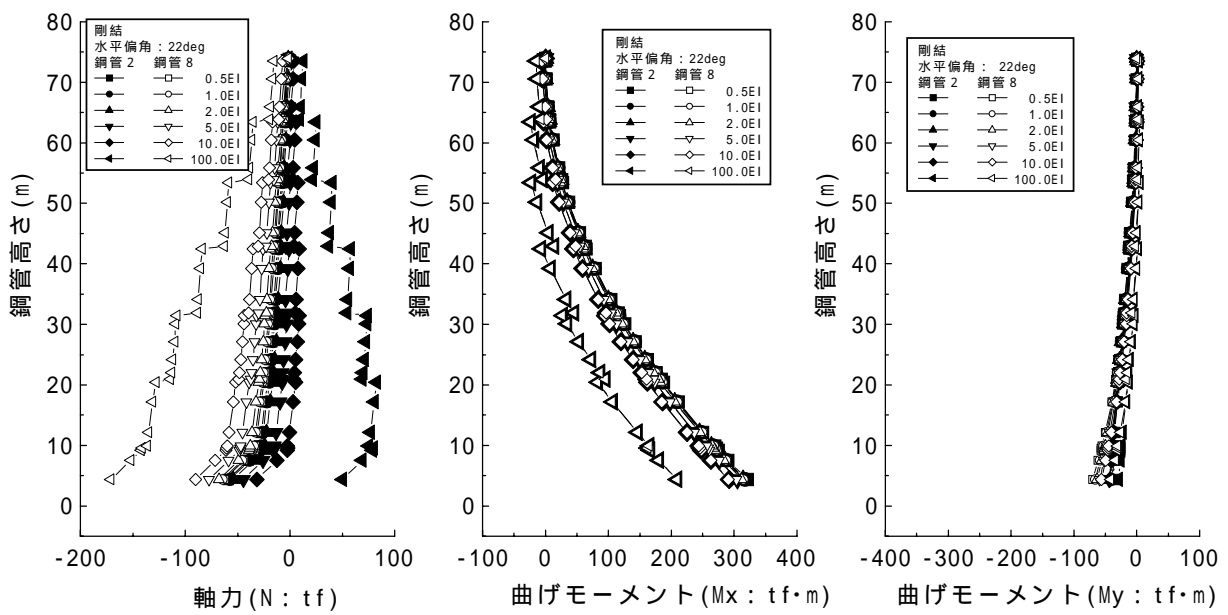 80
70
60
50
40
30
20
10
0
鋼管高さ(m)
-200 -100 0 100
軸力(N: tf)
剛結
水平偏角: 22deg
鋼管2 鋼管8
0.5EI
1.0EI
2.0EI
5.0EI
10.0EI
100.0EI
80
70
60
50
40
30
20
10
0
鋼管高さ(m)
-100 0 100 200 300 400
曲げモーメント(Mx: tf・m)
剛結
水平偏角: 22deg
鋼管2 鋼管8
0.5EI
1.0EI
2.0EI
5.0EI
10.0EI
100.0EI
80
70
60
50
40
30
20
10
0
鋼管高さ(m)
-400 -300 -200 -100 0 100
曲げモーメント(My: tf・m)
剛結
水平偏角: 22deg
鋼管2 鋼管8
0.5EI
1.0EI
2.0EI
5.0EI
10.0EI
100.0EI